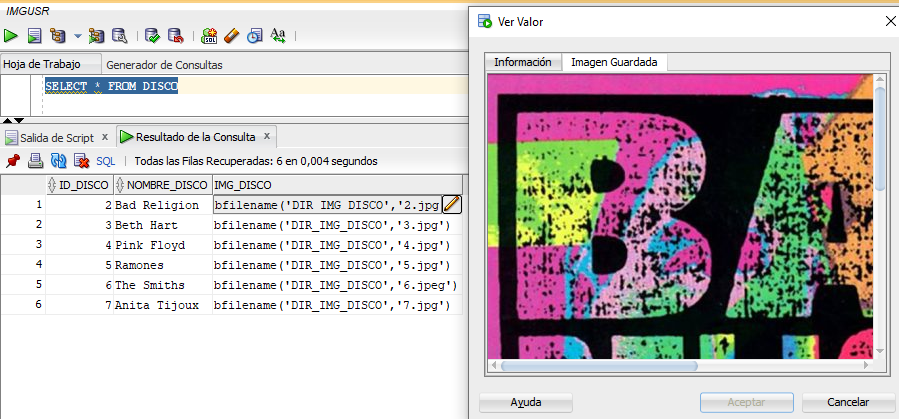 IMGUSR
Hoja de Trabajo Generador de Consultas
SELECT * FROM DISCO
Salida de Script x Resultado de la Consulta x
SQL | Todas las Filas Recuperadas: 6 en 0,004 segundos
ID_DISCO NOMBRE_DISCO IMG_DISCO
1 2 Bad Religion bfilename('DIR_IMG_DISCO','2.jpg
2 3 Beth Hart bfilename('DIR_IMG_DISCO','3.jpg')
3 4 Pink Floyd bfilename('DIR_IMG_DISCO','4.jpg')
4 5 Ramones bfilename('DIR_IMG_DISCO','5.jpg')
5 6 The Smiths bfilename('DIR_IMG_DISCO','6.jpeg')
6 7 Anita Tijoux bfilename('DIR_IMG_DISCO','7.jpg')
Ver Valor
Información Imagen Guardada
BA
Ayuda Aceptar Cancelar